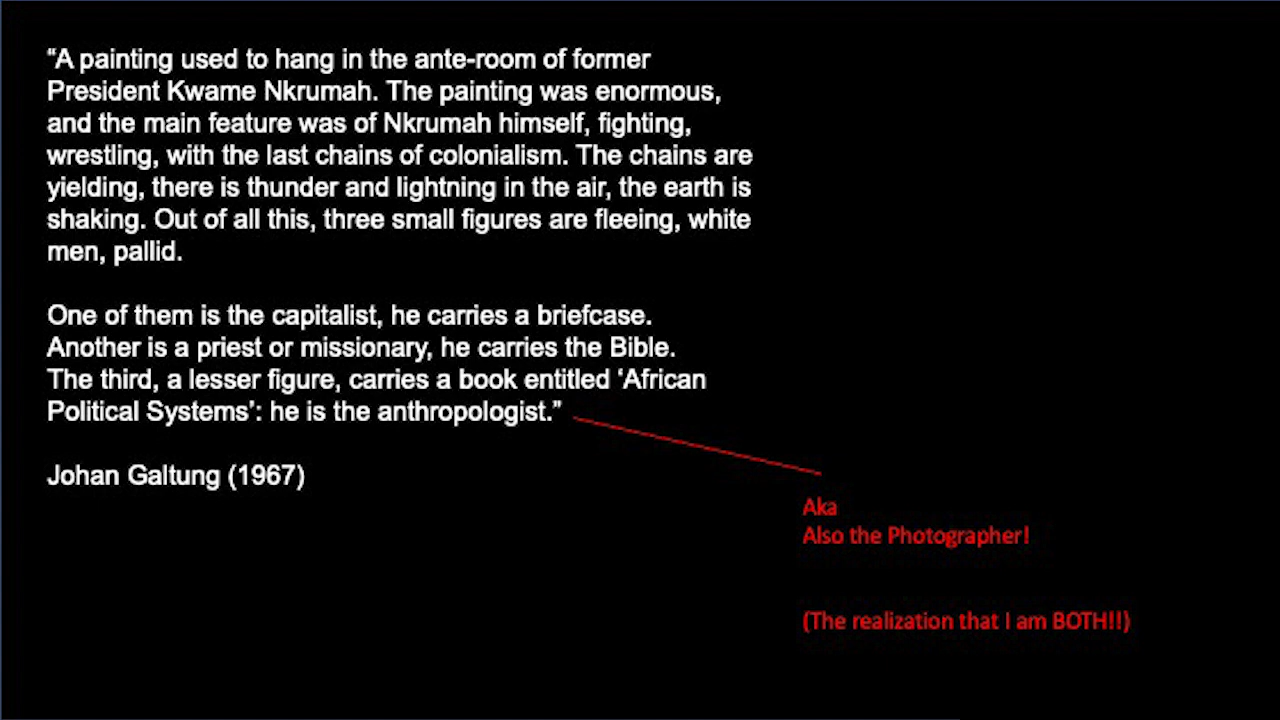 “A painting used to hang in the ante-room of former
President Kwame Nkrumah. The painting was enormous,
and the main feature was of Nkrumah himself, fighting,
wrestling, with the last chains of colonialism. The chains are
yielding, there is thunder and lightning in the air, the earth is
shaking. Out of all this, three small figures are fleeing, white
men, pallid.
One of them is the capitalist, he carries a briefcase.
Another is a priest or missionary, he carries the Bible.
The third, a lesser figure, carries a book entitled ‘African
Political Systems’: he is the anthropologist.”
Johan Galtung (1967)
Aka
Also the Photographer!
(The realization that I am BOTH!!)